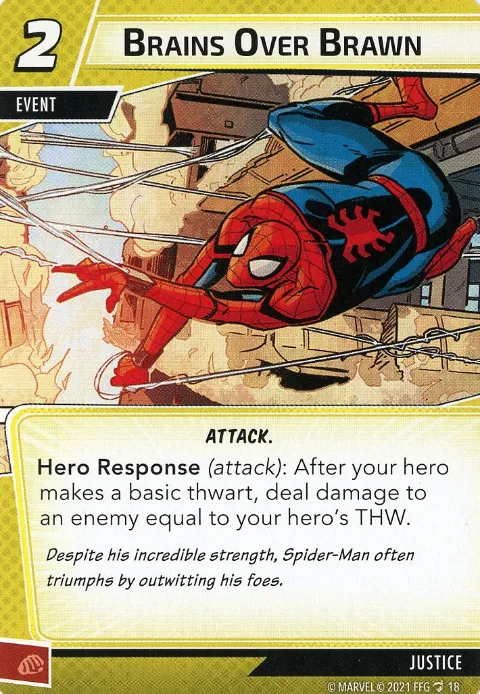 2
BRAINS OVER BRAWN
EVENT
ATTACK.
Hero Response (attack): After your hero
makes a basic thwart, deal damage to
an enemy equal to your hero's THW.
Despite his incredible strength, Spider-Man often
triumphs by outwitting his foes.
JUSTICE
© MARVEL © 2021 FFG 18